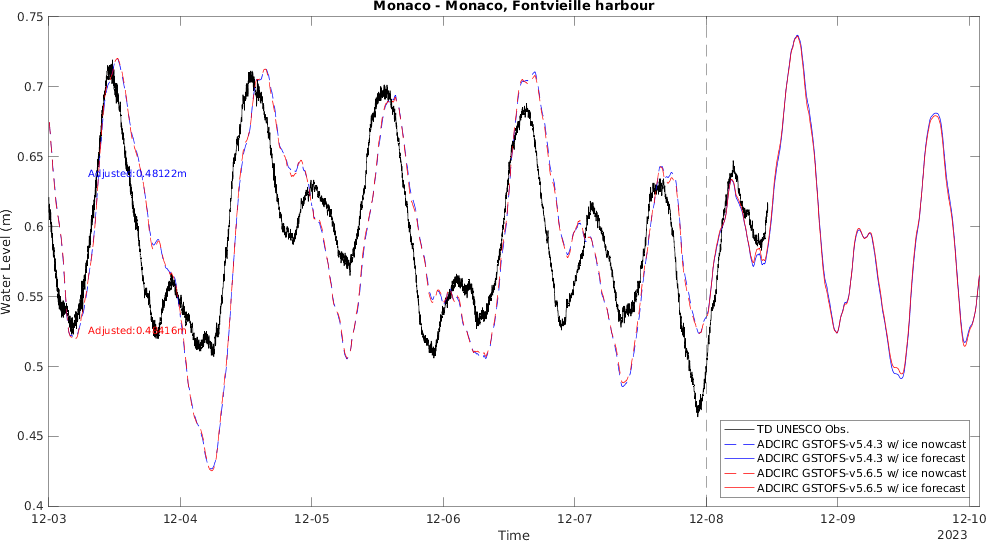 Monaco - Monaco, Fontvieille harbour
0.75
0.7
0.65
0.6
0.55
0.5
0.45
0.4
Water Level (m)
Adjusted:0.48122m
TD UNESCO Obs.
ADCIRC GSTOFS-v5.4.3 w/ ice nowcast
ADCIRC GSTOFS-v5.4.3 w/ ice forecast
ADCIRC GSTOFS-v5.6.5 w/ ice nowcast
ADCIRC GSTOFS-v5.6.5 w/ ice forecast
12-03 12-04 12-05 12-06 12-07 12-08 12-09 12-10
Time
2023